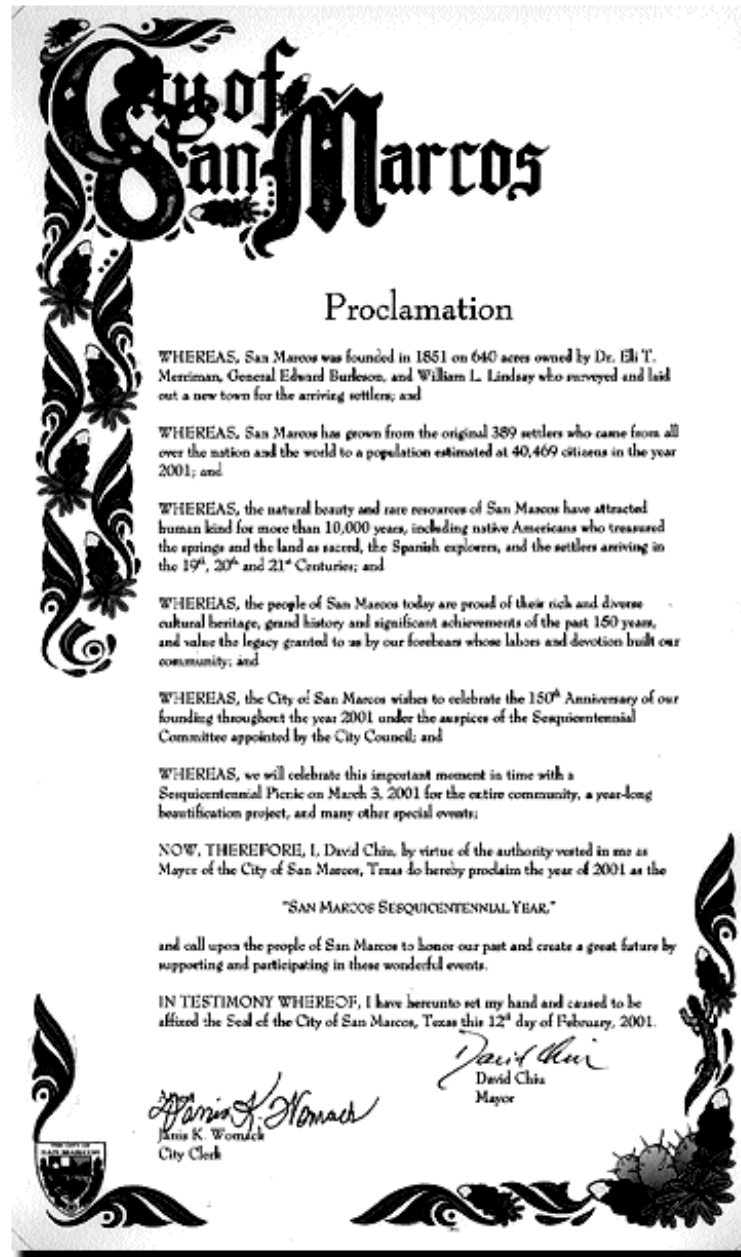 City of
San Marcos
Proclamation
WHEREAS, San Marcos was founded in 1851 on 640 acres owned by Dr. Eli T.
Merriman, General Edward Burleson, and William L. Lindsay who surveyed and laid
out a new town for the arriving settlers; and
WHEREAS, San Marcos has grown from the original 389 settlers who came from all
over the nation and the world to a population estimated at 40,469 citizens in the year
2001; and
WHEREAS, the natural beauty and rare resources of San Marcos have attracted
human kind for more than 10,000 years, including native Americans who treasured
the springs and the land as sacred, the Spanish explorers, and the settlers arriving in
the 19th, 20th and 21st Centuries; and
WHEREAS, the people of San Marcos today are proud of their rich and diverse
cultural heritage, grand history and significant achievements of the past 150 years,
and value the legacy granted to us by our forebears whose labors and devotion built our
community; and
WHEREAS, the City of San Marcos wishes to celebrate the 150th Anniversary of our
founding throughout the year 2001 under the auspices of the Sesquicentennial
Committee appointed by the City Council; and
WHEREAS, we will celebrate this important moment in time with a
Sesquicentennial Picnic on March 3, 2001 for the entire community, a year-long
beautification project, and many other special events;
NOW, THEREFORE, I, David Chiu, by virtue of the authority vested in me as
Mayor of the City of San Marcos, Texas do hereby proclaim the year of 2001 as the
"SAN MARCOS SESQUICENTENNIAL YEAR,"
and call upon the people of San Marcos to honor our past and create a great future by
supporting and participating in these wonderful events.
IN TESTIMONY WHEREOF, I have hereunto set my hand and caused to be
affixed the Seal of the City of San Marcos, Texas this 12th day of February, 2001.
David Chiu
David Chiu
Mayor
Attest
Janis K. Womack
Janis K. Womack
City Clerk
THE CITY OF
SAN MARCOS